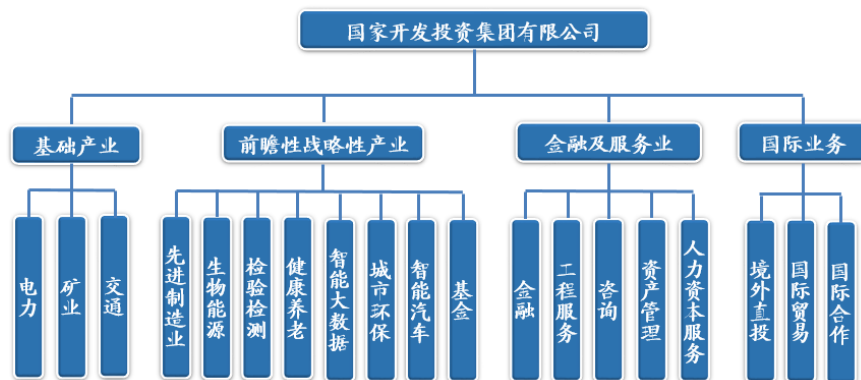 国家开发投资集团有限公司
基础产业
前瞻性战略性产业
金融及服务业
国际业务
电力
矿业
交通
先进制造业
生物能源
检验检测
健康养老
智能大数据
城市环保
智能汽车
基金
金融
工程服务
咨询
资产管理
人力资本服务
境外直投
国际贸易
国际合作